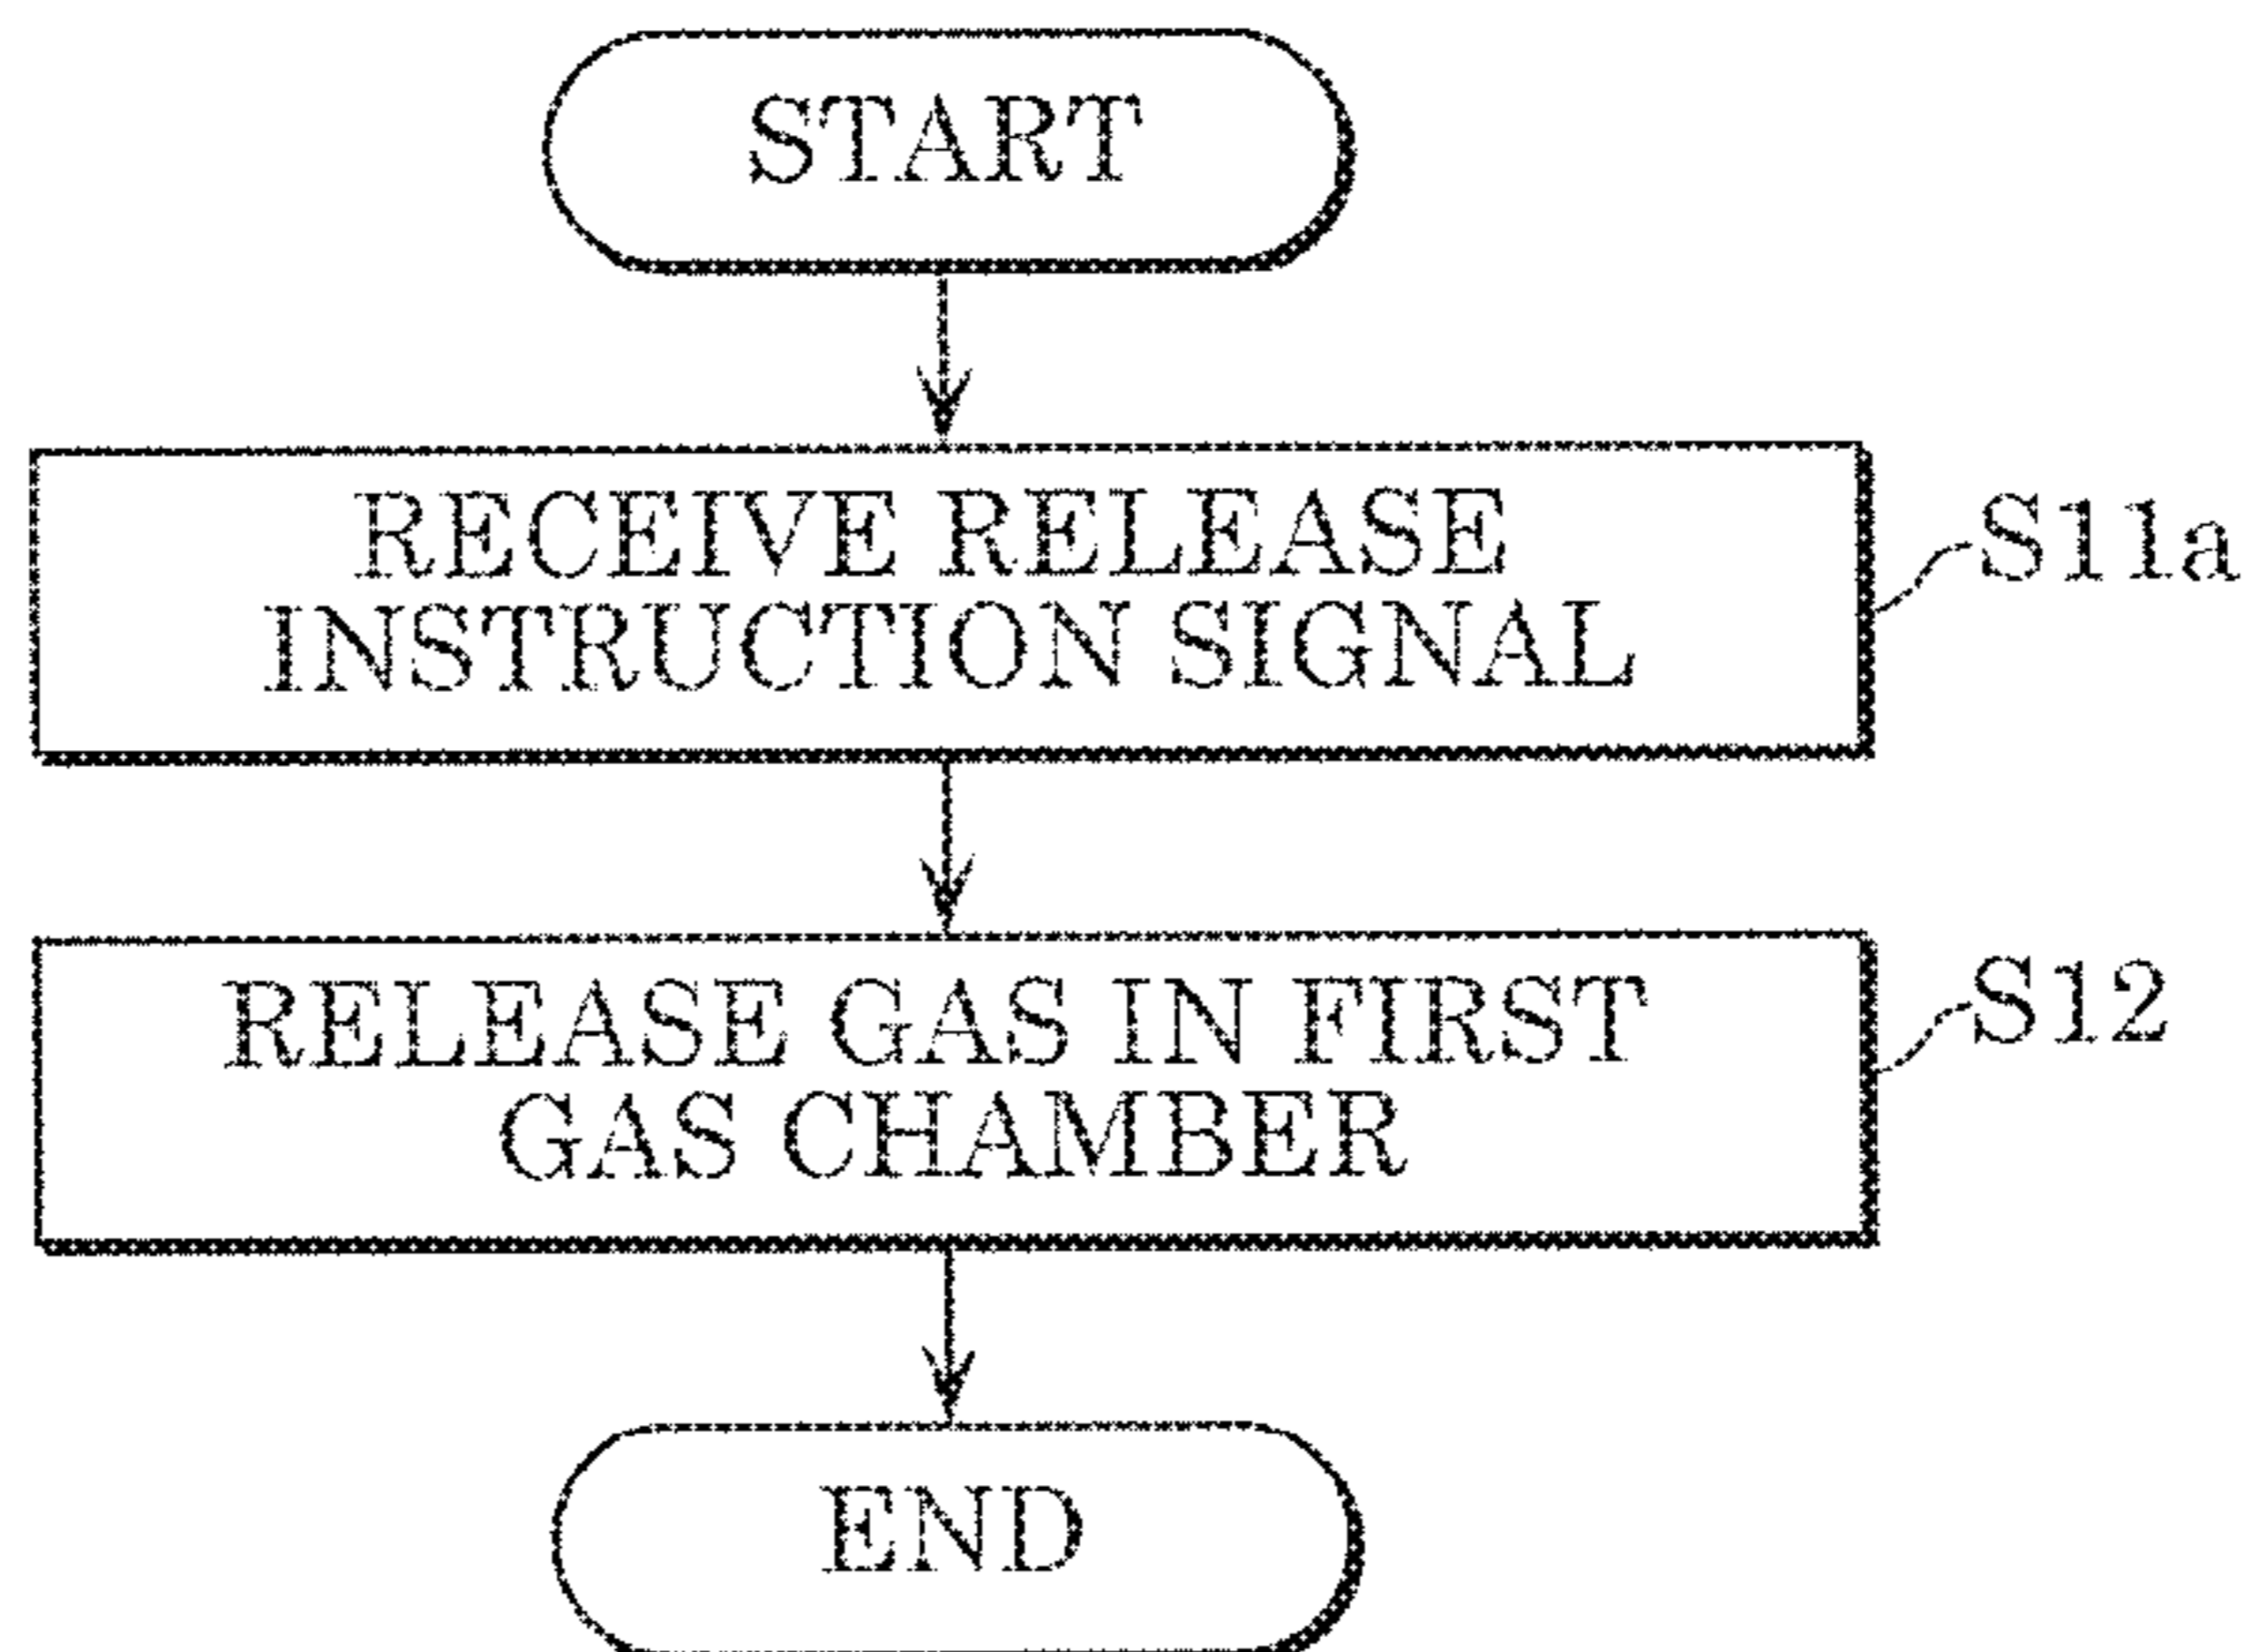 START
RECEIVE RELEASE
INSTRUCTION SIGNAL
S11a
RELEASE GAS IN FIRST
GAS CHAMBER
S12
END